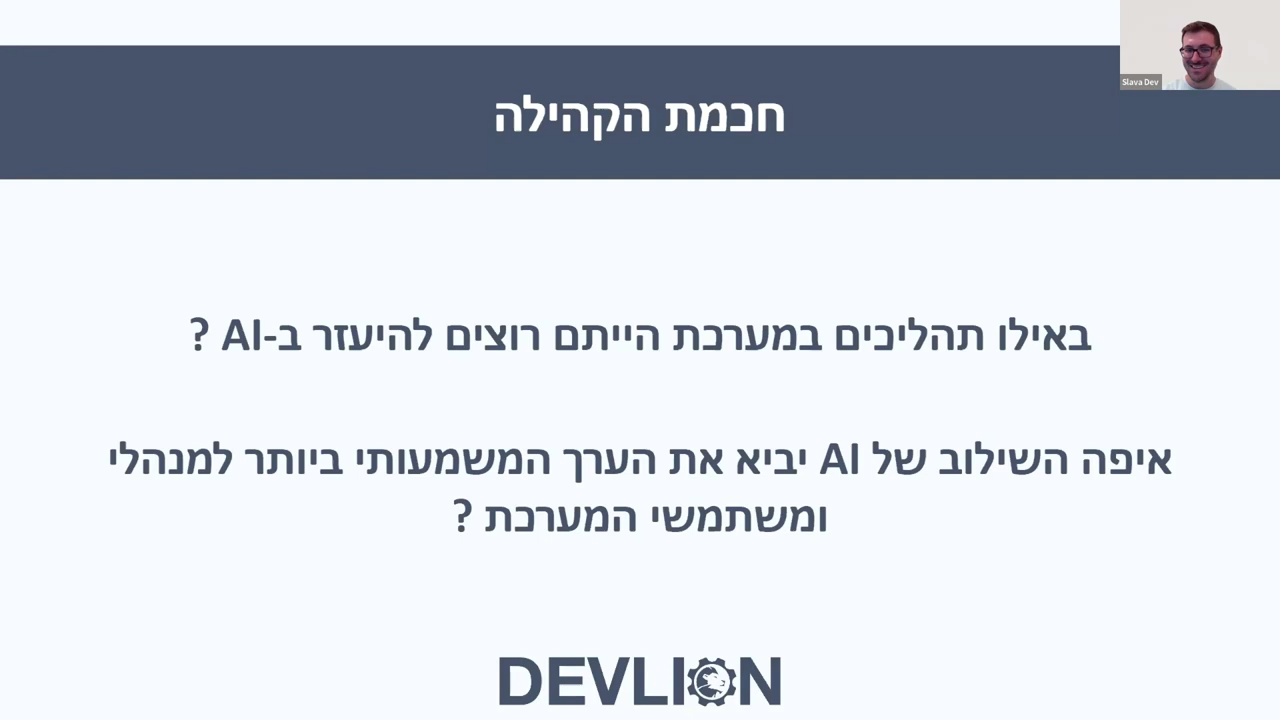 Slava Dev
חכמת הקהילה
באילו תהליכים במערכת הייתם רוצים להיעזר ב-AI ?
איפה השילוב של AI יביא את הערך המשמעותי ביותר למנהלי
ומשתמשי המערכת ?
DEVLION